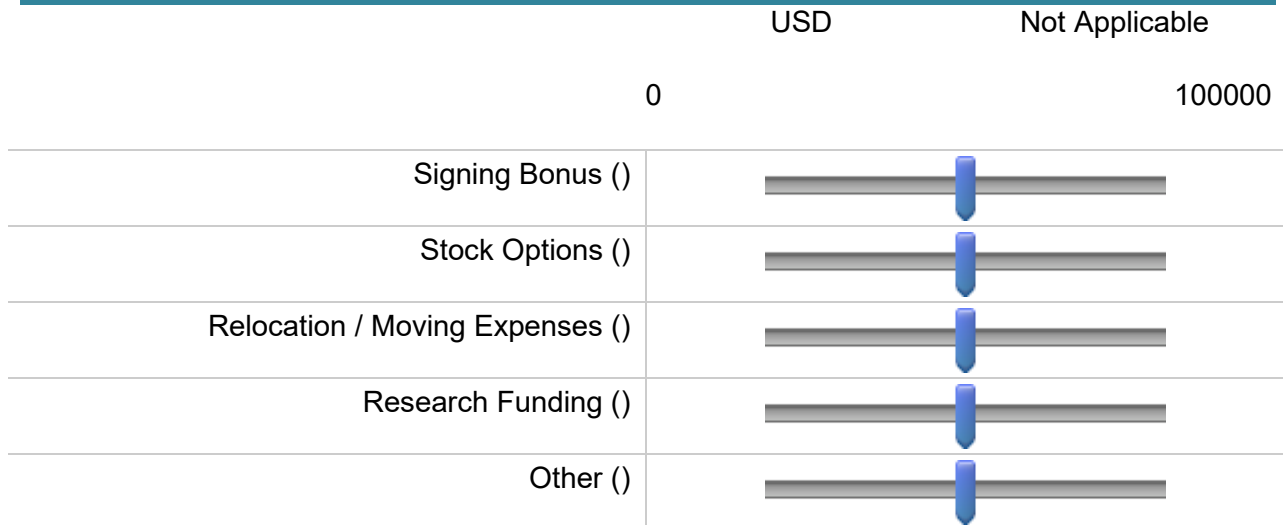 USD Not Applicable
0 100000
Signing Bonus ()
Stock Options ()
Relocation / Moving Expenses ()
Research Funding ()
Other ()